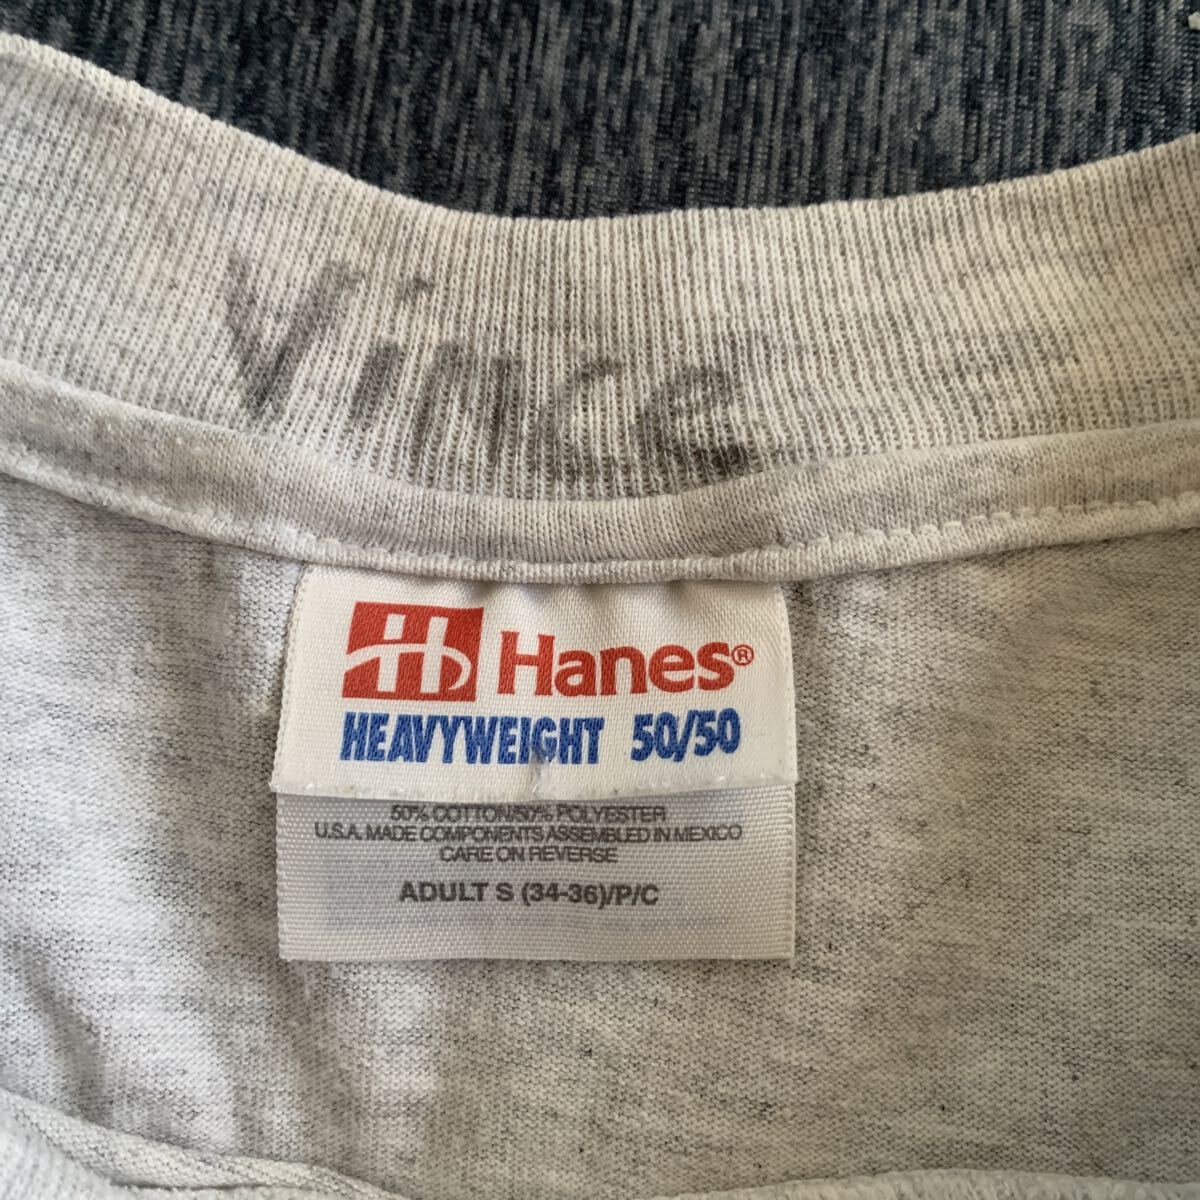 Vince
Hanes®
HEAVYWEIGHT 50/50
50% COTTON/50% POLYESTER
U.S.A. MADE COMPONENTS ASSEMBLED IN MEXICO
CARE ON REVERSE
ADULT S (34-36)/P/C